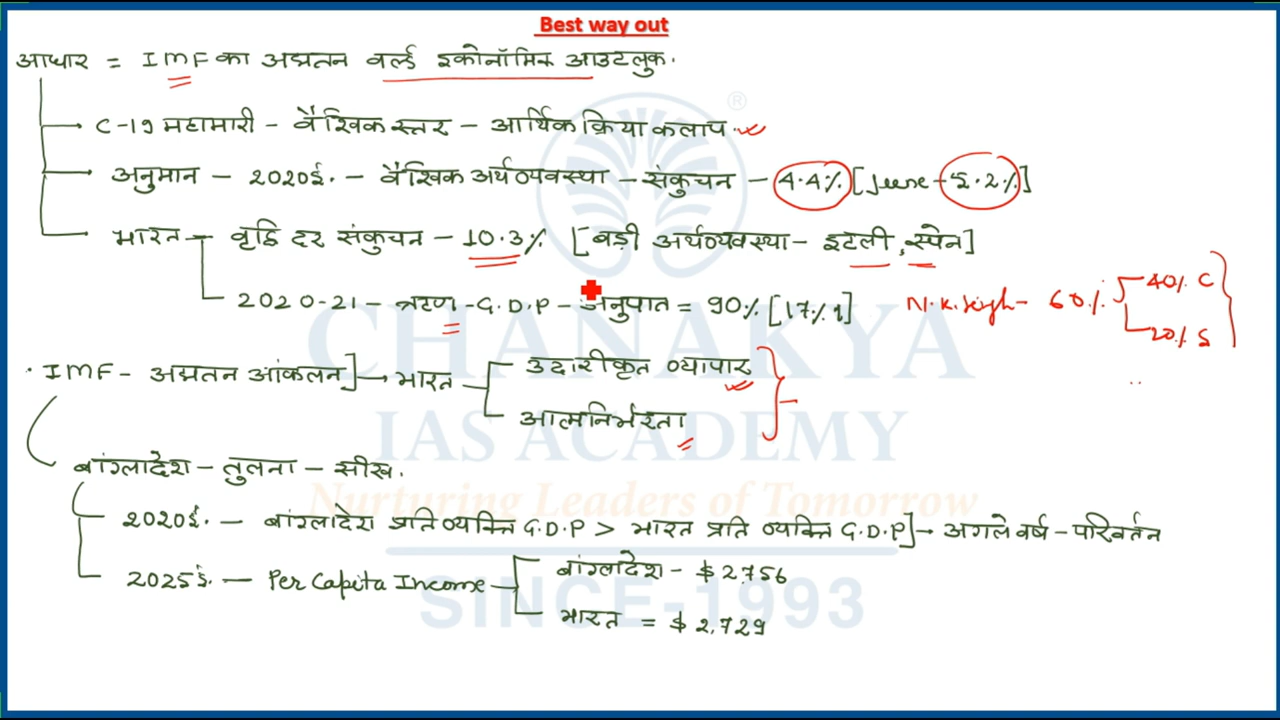 Best way out
आधार = IMF का अद्यतन वर्ल्ड इकोनॉमिक आउटलुक.
→ C-19 महामारी - वैश्विक स्तर - आर्थिक क्रिया कलाप.
→ अनुमान - 2020ई. - वैश्विक अर्थव्यवस्था - संकुचन - 4.4% [June - 5.2%]
→ भारत - वृद्धि दर संकुचन - 10.3% [बड़ी अर्थव्यवस्था - इटली, स्पेन]
2020-21 - ऋण - G.D.P - अनुपात = 90% [17%↑] N.K. Singh - 60% 40% C
20% S
IMF - अद्यतन आंकलन] → भारत उदारीकृत व्यापार
आत्मनिर्भरता
बांग्लादेश - तुलना - सीख.
2020ई. - बांग्लादेश प्रति व्यक्ति G.D.P > भारत प्रति व्यक्ति G.D.P] → अगले वर्ष - परिवर्तन
2025ई. - Per Capita Income बांग्लादेश - $ 2,756
भारत = $ 2,729
CHANAKYA
IAS ACADEMY
Nurturing Leaders of Tomorrow
SINCE-1993
®